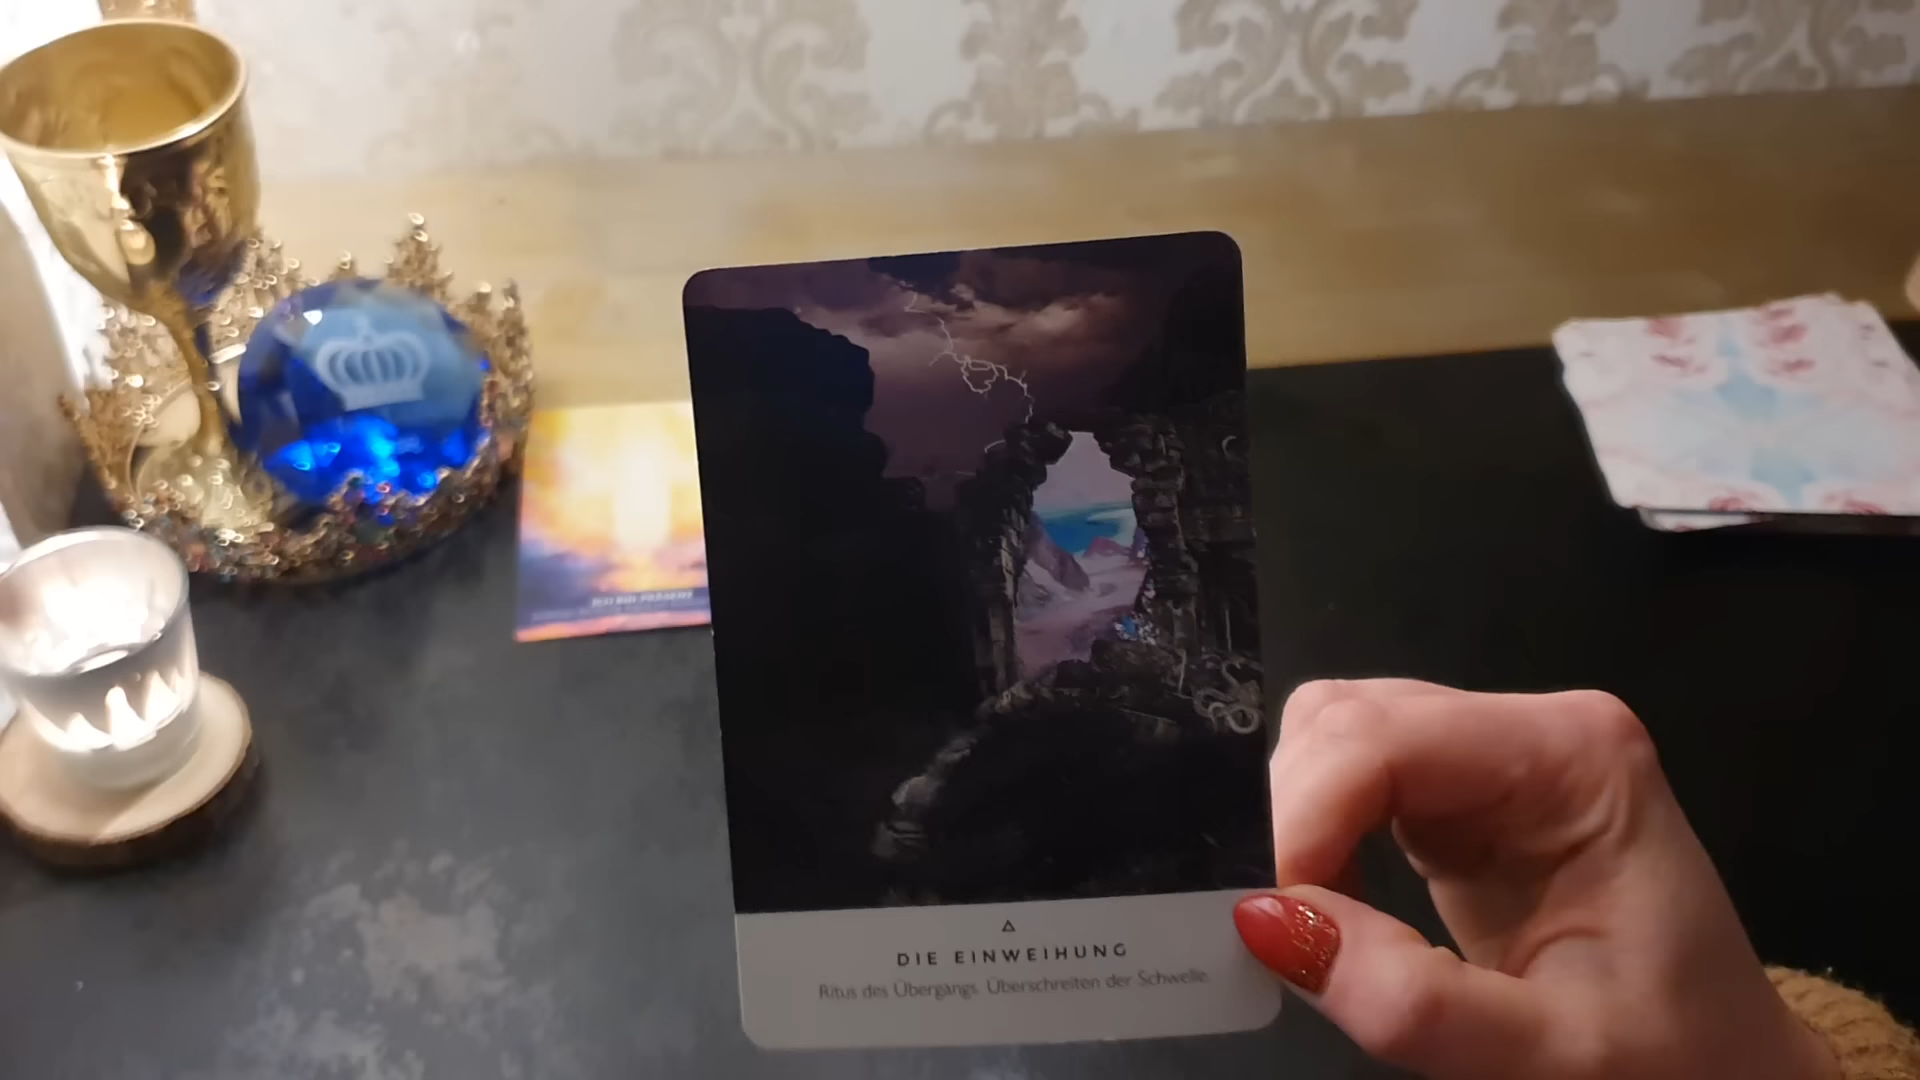 DIE EINWEIHUNG
Ritus des Übergangs. Überschreiten der Schwelle.